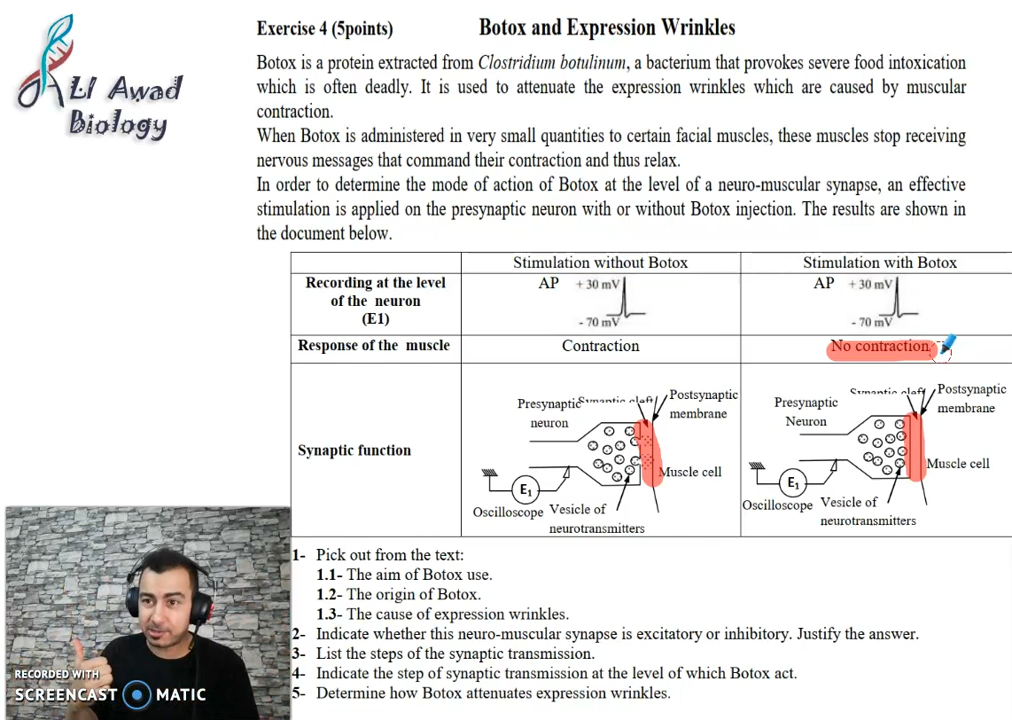 ALI Awad
Biology
Exercise 4 (5points) Botox and Expression Wrinkles
Botox is a protein extracted from Clostridium botulinum, a bacterium that provokes severe food intoxication
which is often deadly. It is used to attenuate the expression wrinkles which are caused by muscular
contraction.
When Botox is administered in very small quantities to certain facial muscles, these muscles stop receiving
nervous messages that command their contraction and thus relax.
In order to determine the mode of action of Botox at the level of a neuro-muscular synapse, an effective
stimulation is applied on the presynaptic neuron with or without Botox injection. The results are shown in
the document below.
Stimulation without Botox Stimulation with Botox
Recording at the level
of the neuron
(E1)
AP +30 mV
- 70 mV
AP +30 mV
- 70 mV
Response of the muscle Contraction No contraction
Synaptic function
Presynaptic
neuron
Synaptic cleft
Postsynaptic
membrane
Muscle cell
E1
Oscilloscope
Vesicle of
neurotransmitters
Presynaptic
Neuron
Synaptic cleft
Postsynaptic
membrane
Muscle cell
E1
Oscilloscope
Vesicle of
neurotransmitters
1- Pick out from the text:
1.1- The aim of Botox use.
1.2- The origin of Botox.
1.3- The cause of expression wrinkles.
2- Indicate whether this neuro-muscular synapse is excitatory or inhibitory. Justify the answer.
3- List the steps of the synaptic transmission.
4- Indicate the step of synaptic transmission at the level of which Botox act.
5- Determine how Botox attenuates expression wrinkles.
RECORDED WITH
SCREENCAST MATIC